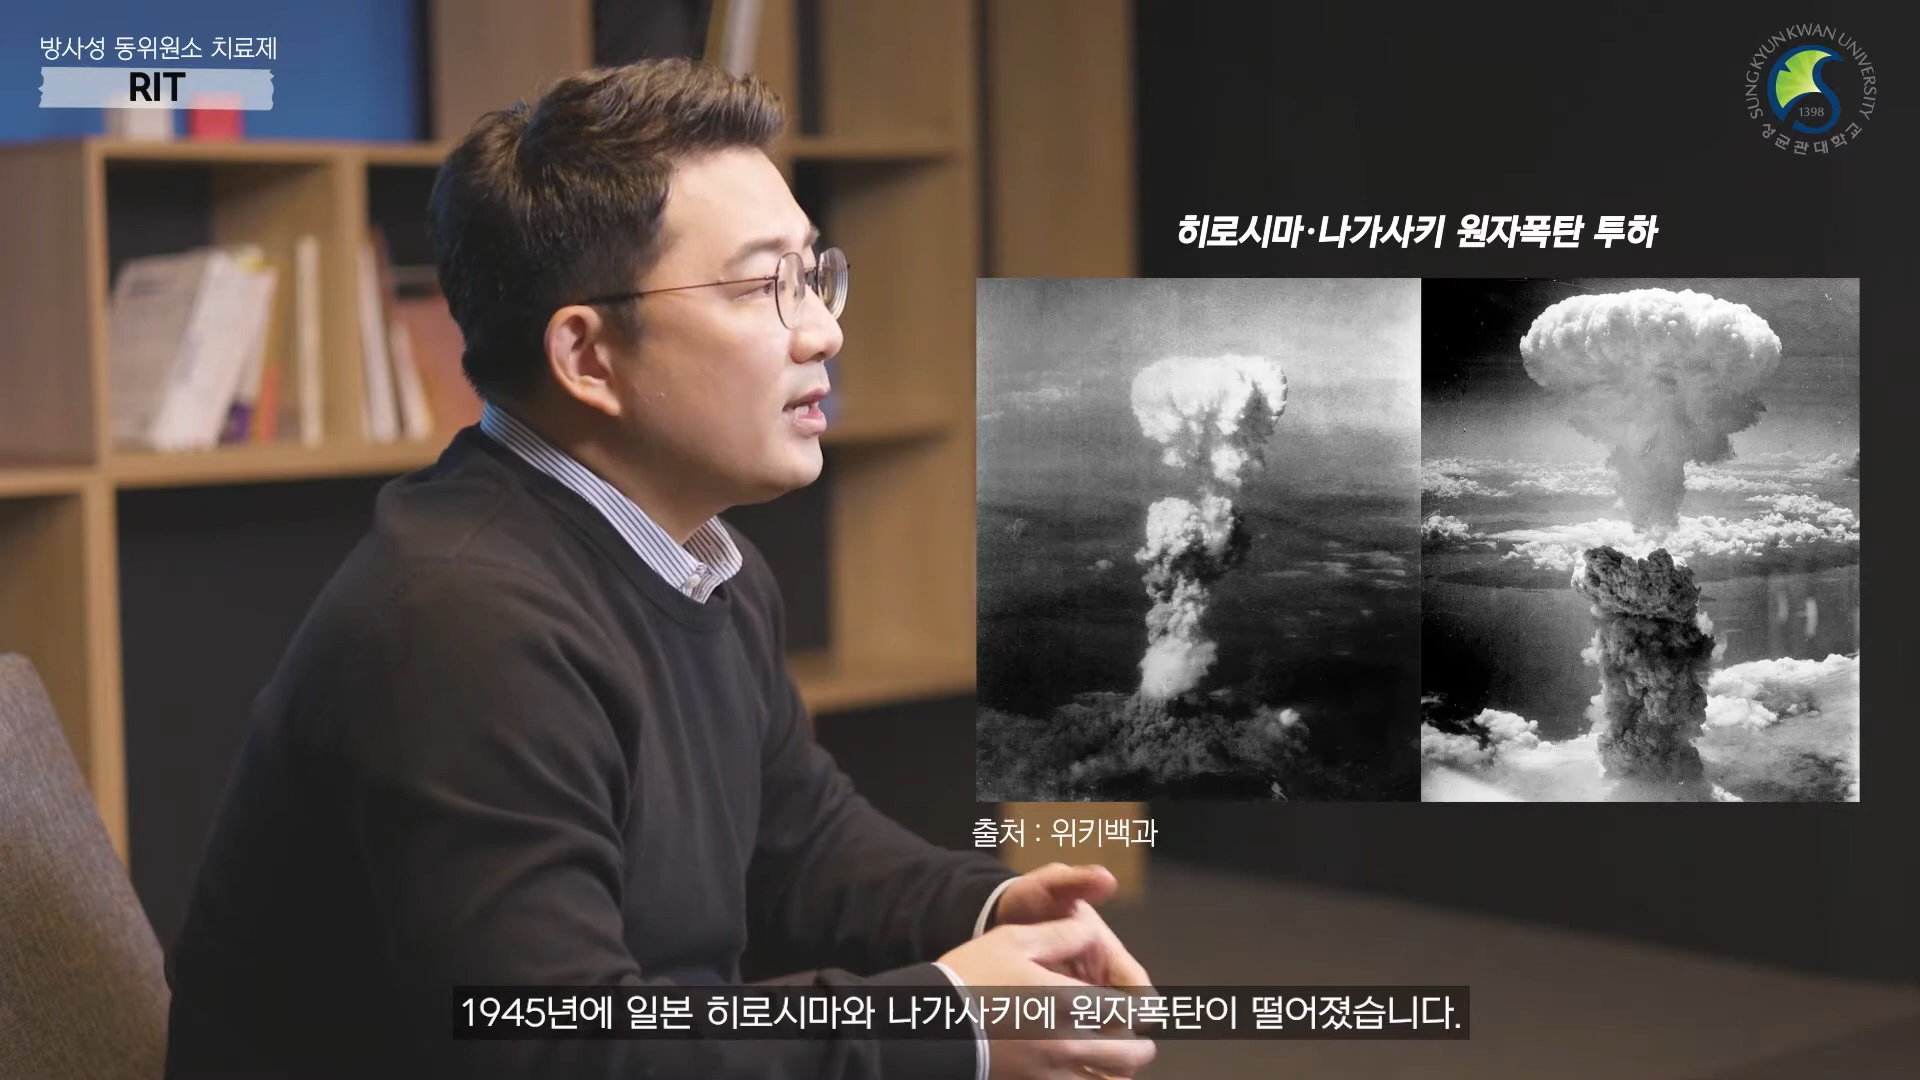 방사성 동위원소 치료제
RIT
SUNGKYUNKWAN UNIVERSITY
1398
성균관대학교
히로시마·나가사키 원자폭탄 투하
출처 : 위키백과
1945년에 일본 히로시마와 나가사키에 원자폭탄이 떨어졌습니다.